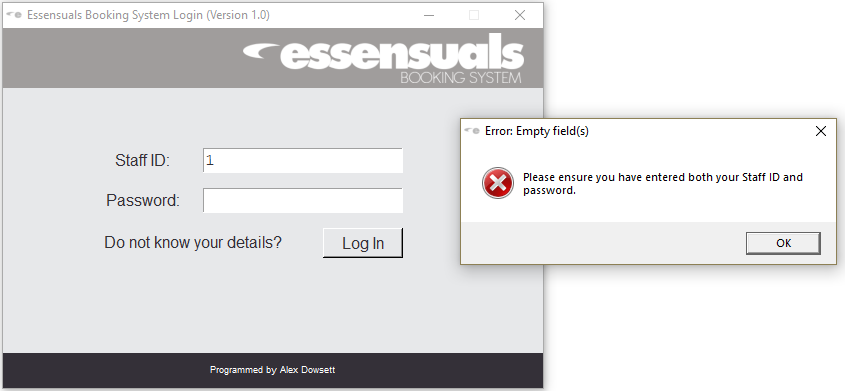 Essensuals Booking System Login (Version 1.0)
essensuals
BOOKING SYSTEM
Staff ID: 1
Password:
Do not know your details? Log In
Programmed by Alex Dowsett
Error: Empty field(s)
Please ensure you have entered both your Staff ID and
password.
OK